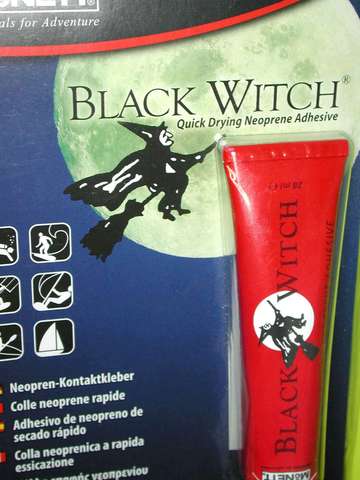 als for Adventure
BLACK WITCH®
Quick Drying Neoprene Adhesive
Neopren-Kontaktkleber
Colle neoprene rapide
Adhesivo de neopreno de
secado rápido
Colla neoprenica a rapida
essicazione
BLACK WITCH
McNETT